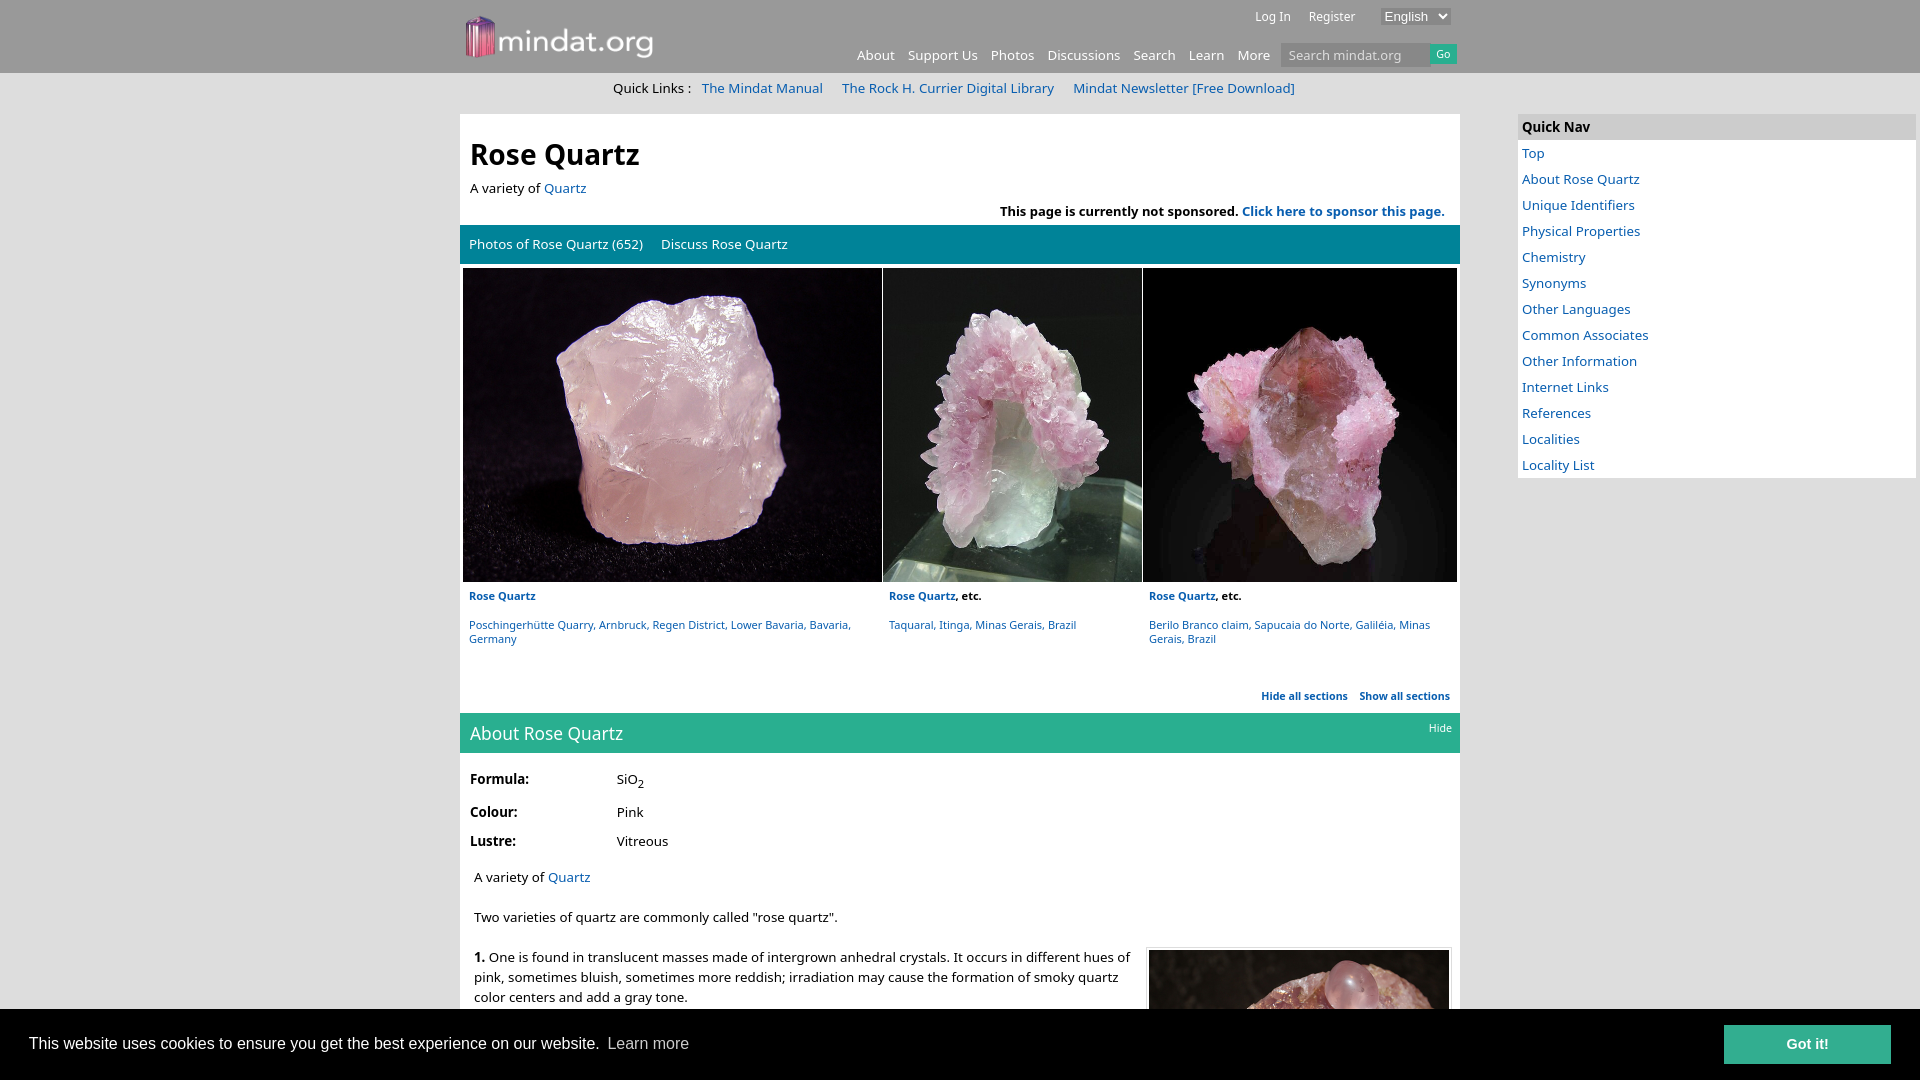 Log In Register English
mindat.org
About Support Us Photos Discussions Search Learn More Search mindat.org Go
Quick Links : The Mindat Manual The Rock H. Currier Digital Library Mindat Newsletter [Free Download]
Rose Quartz
A variety of Quartz
This page is currently not sponsored. Click here to sponsor this page.
Photos of Rose Quartz (652) Discuss Rose Quartz
Rose Quartz
Poschingerhütte Quarry, Arnbruck, Regen District, Lower Bavaria, Bavaria,
Germany
Rose Quartz, etc.
Taquaral, Itinga, Minas Gerais, Brazil
Rose Quartz, etc.
Berilo Branco claim, Sapucaia do Norte, Galiléia, Minas
Gerais, Brazil
Hide all sections Show all sections
About Rose Quartz Hide
Formula: SiO2
Colour: Pink
Lustre: Vitreous
A variety of Quartz
Two varieties of quartz are commonly called "rose quartz".
1. One is found in translucent masses made of intergrown anhedral crystals. It occurs in different hues of
pink, sometimes bluish, sometimes more reddish; irradiation may cause the formation of smoky quartz
color centers and add a gray tone.
Quick Nav
Top
About Rose Quartz
Unique Identifiers
Physical Properties
Chemistry
Synonyms
Other Languages
Common Associates
Other Information
Internet Links
References
Localities
Locality List
This website uses cookies to ensure you get the best experience on our website. Learn more
Got it!